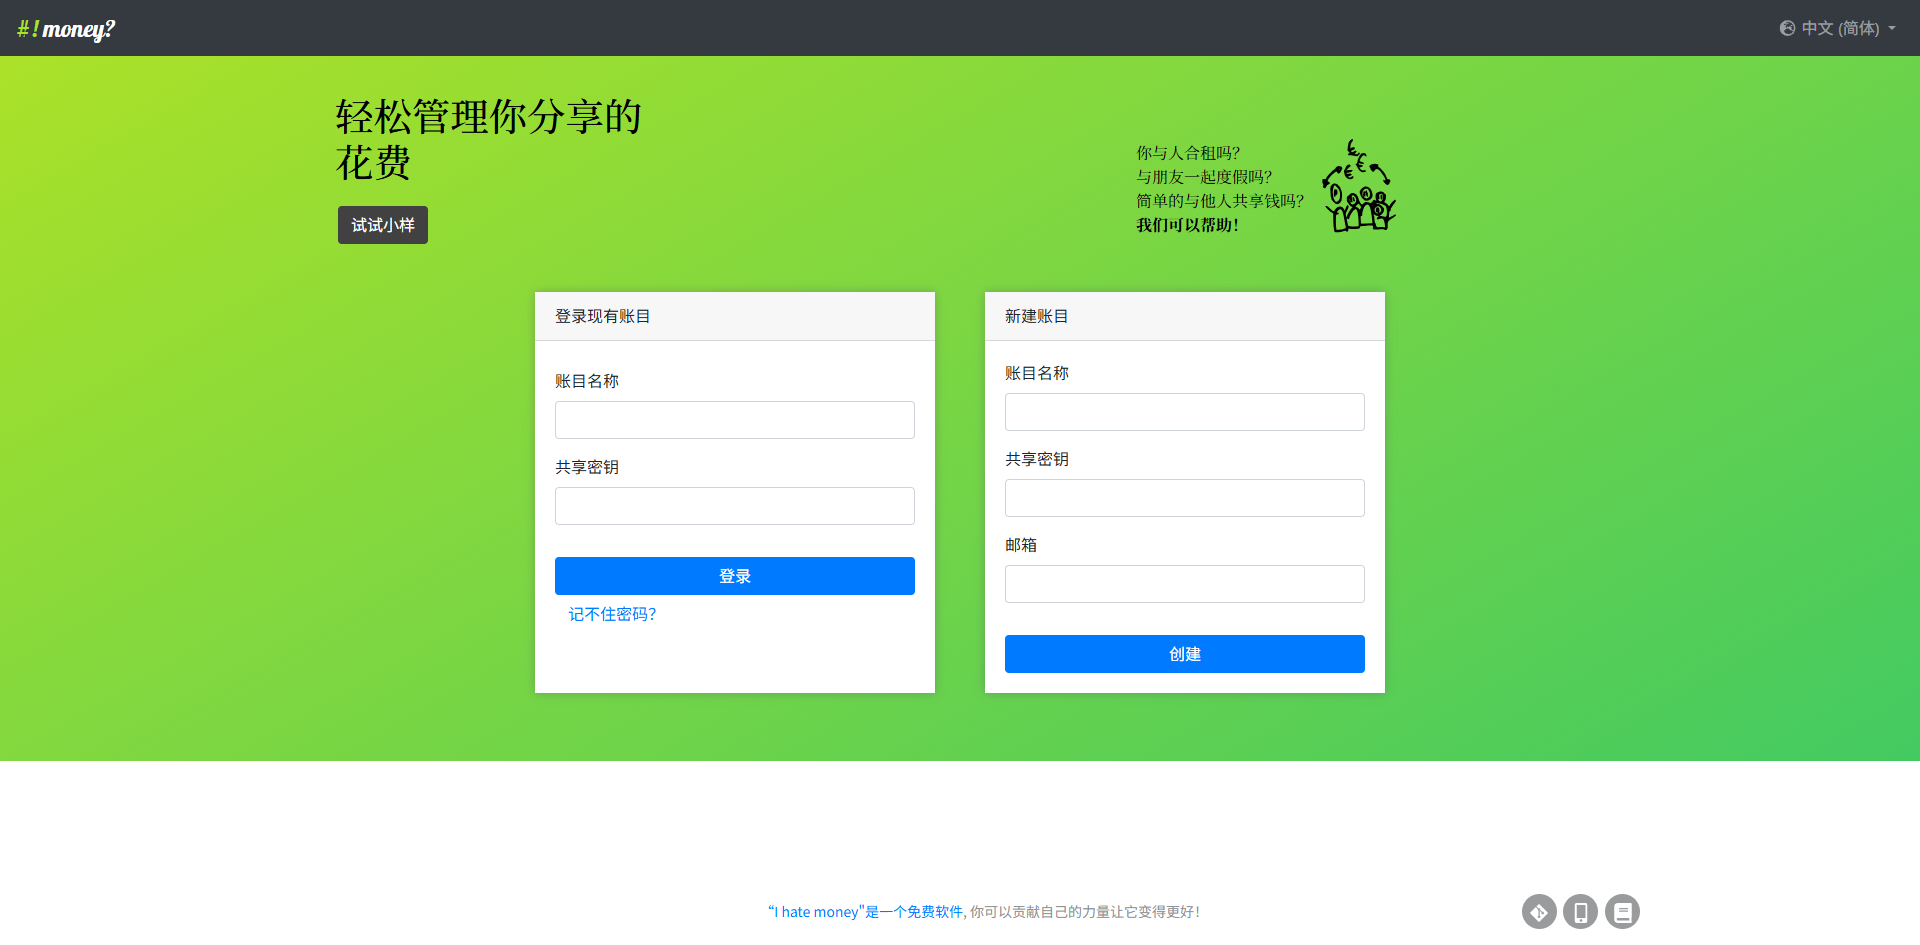 #!money?
中文 (简体)
轻松管理你分享的
花费
试试小样
你与人合租吗?
与朋友一起度假吗?
简单的与他人共享钱吗?
我们可以帮助!
登录现有账目
账目名称
共享密钥
登录
记不住密码?
新建账目
账目名称
共享密钥
邮箱
创建
“I hate money"是一个免费软件, 你可以贡献自己的力量让它变得更好!